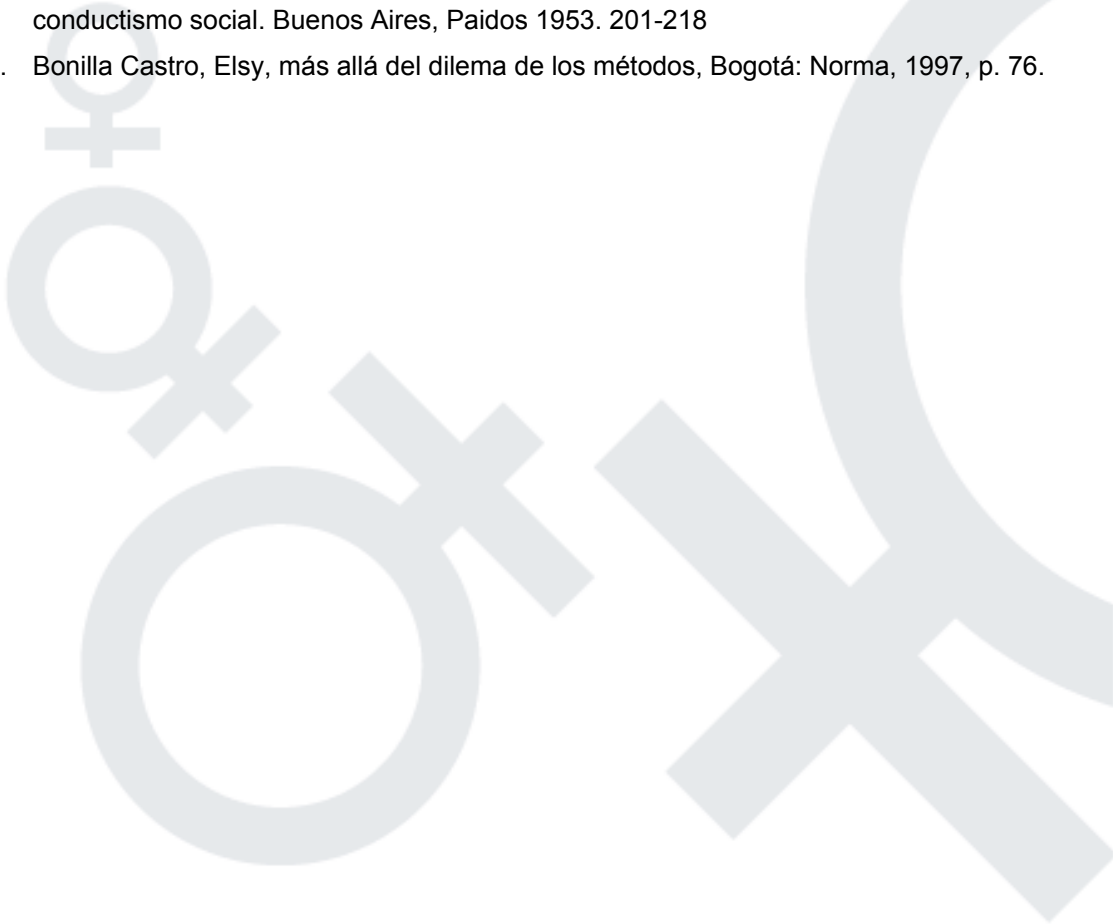 conductismo social. Buenos Aires, Paidos 1953. 201-218
. Bonilla Castro, Elsy, más allá del dilema de los métodos, Bogotá: Norma, 1997, p. 76.